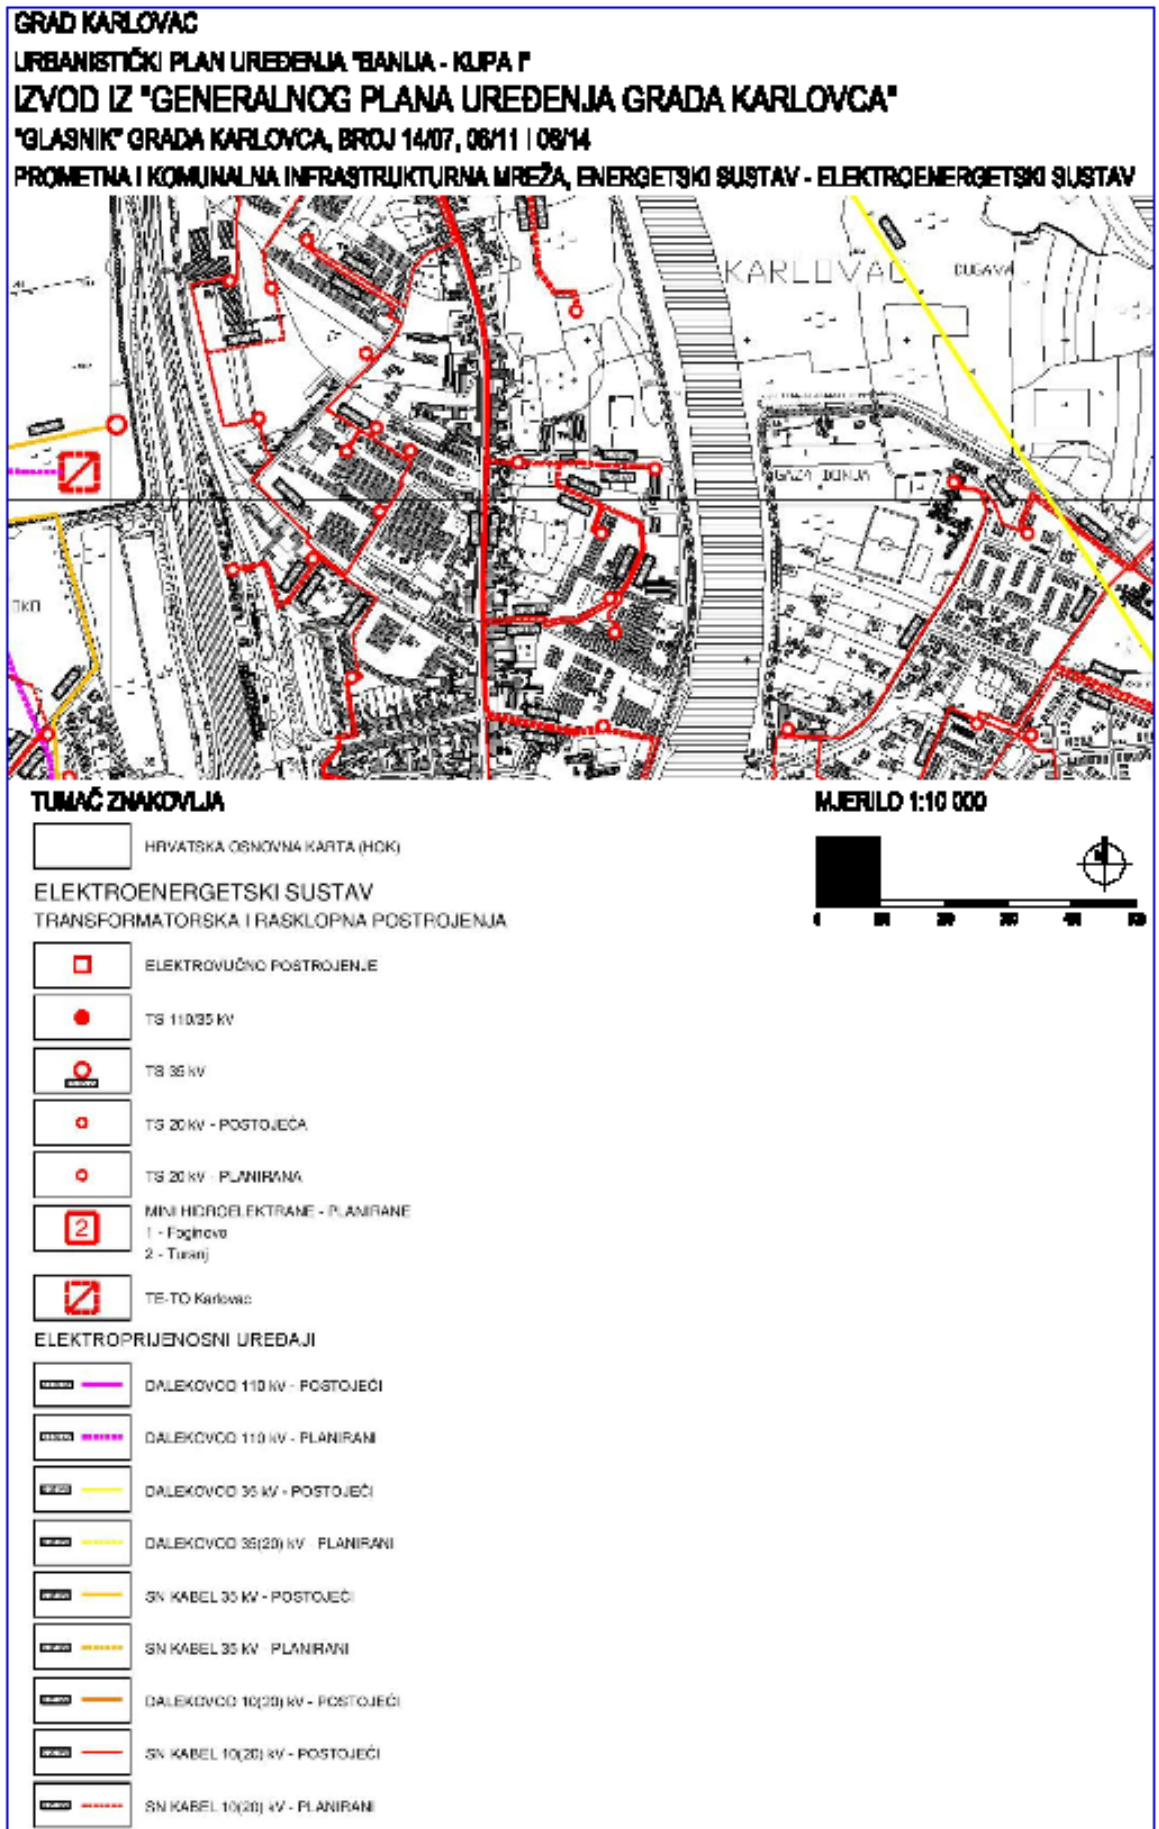 GRAD KARLOVAC
URBANISTIČKI PLAN UREĐENJA "BANIJA - KUPA I"
IZVOD IZ "GENERALNOG PLANA UREĐENJA GRADA KARLOVCA"
"GLASNIK" GRADA KARLOVCA, BROJ 14/07, 06/11 I 08/14
PROMETNA I KOMUNALNA INFRASTRUKTURNA MREŽA, ENERGETSKI SUSTAV - ELEKTROENERGETSKI SUSTAV
KARLOVAC
DUGAVA
GAZA DONJA
TUMAČ ZNAKOVLJA
MJERILO 1:10 000
HRVATSKA OSNOVNA KARTA (HOK)
ELEKTROENERGETSKI SUSTAV
TRANSFORMATORSKA I RASKLOPNA POSTROJENJA
ELEKTROVUČNO POSTROJENJE
TS 110/35 kV
TS 35 kV
TS 20 kV - POSTOJEĆA
TS 20 kV - PLANIRANA
2
MINI HIDROELEKTRANE - PLANIRANE
1 - Foginovo
2 - Turanj
TE-TO Karlovac
ELEKTROPRIJENOSNI UREĐAJI
DALEKOVOD 110 kV - POSTOJEĆI
DALEKOVOD 110 kV - PLANIRANI
DALEKOVOD 35 kV - POSTOJEĆI
DALEKOVOD 35(20) kV - PLANIRANI
SN KABEL 35 kV - POSTOJEĆI
SN KABEL 35 kV - PLANIRANI
DALEKOVOD 10(20) kV - POSTOJEĆI
SN KABEL 10(20) kV - POSTOJEĆI
SN KABEL 10(20) kV - PLANIRANI